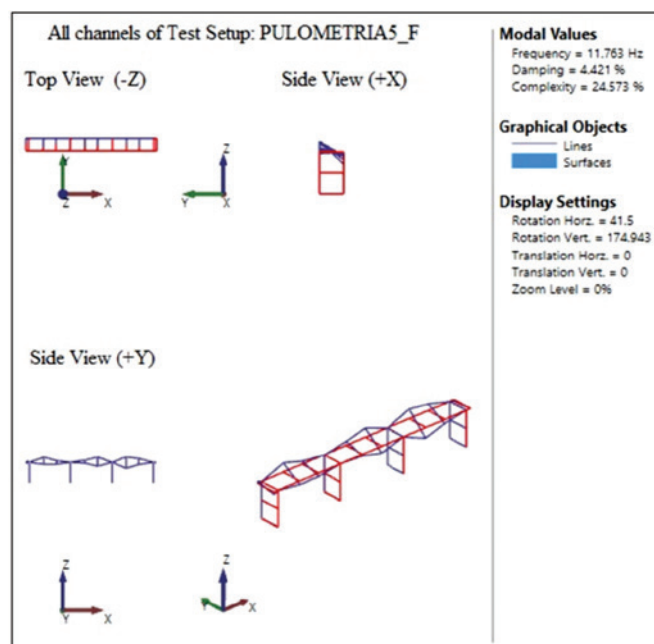 All channels of Test Setup: PULOMETRIA5_F
Top View (-Z)
Side View (+X)
Y
Z
X
Z
Y
X
Side View (+Y)
Z
Y
X
Z
Y
X
Modal Values
Frequency = 11.763 Hz
Damping = 4.421 %
Complexity = 24.573 %
Graphical Objects
Lines
Surfaces
Display Settings
Rotation Horz. = 41.5
Rotation Vert. = 174.943
Translation Horz. = 0
Translation Vert. = 0
Zoom Level = 0%